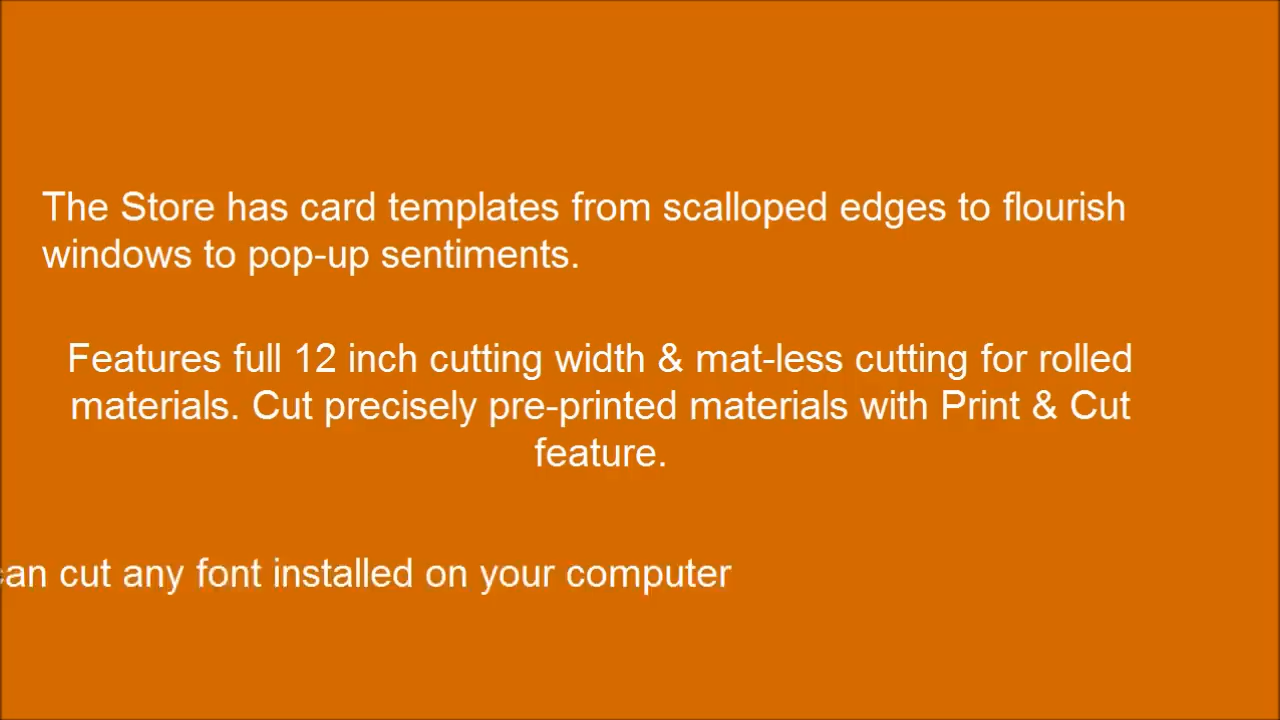 The Store has card templates from scalloped edges to flourish
windows to pop-up sentiments.
Features full 12 inch cutting width & mat-less cutting for rolled
materials. Cut precisely pre-printed materials with Print & Cut
feature.
can cut any font installed on your computer